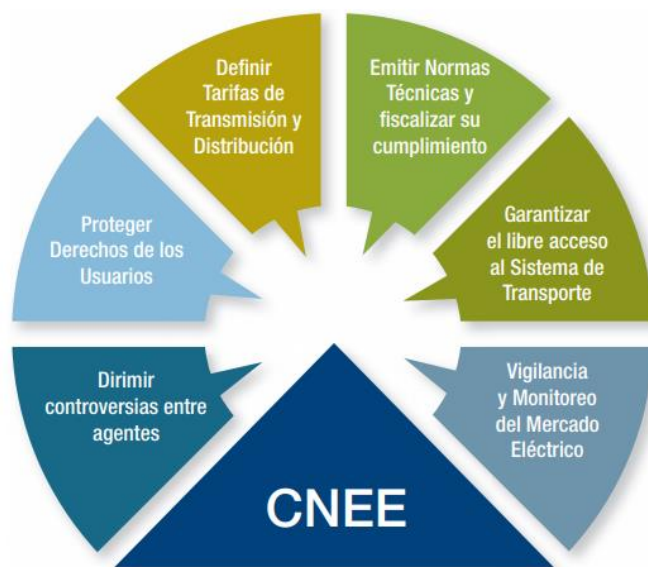 Definir
Tarifas de
Transmisión y
Distribución
Emitir Normas
Técnicas y
fiscalizar su
cumplimiento
Proteger
Derechos de los
Usuarios
Garantizar
el libre acceso
al Sistema de
Transporte
Dirimir
controversias entre
agentes
Vigilancia
y Monitoreo
del Mercado
Eléctrico
CNEE